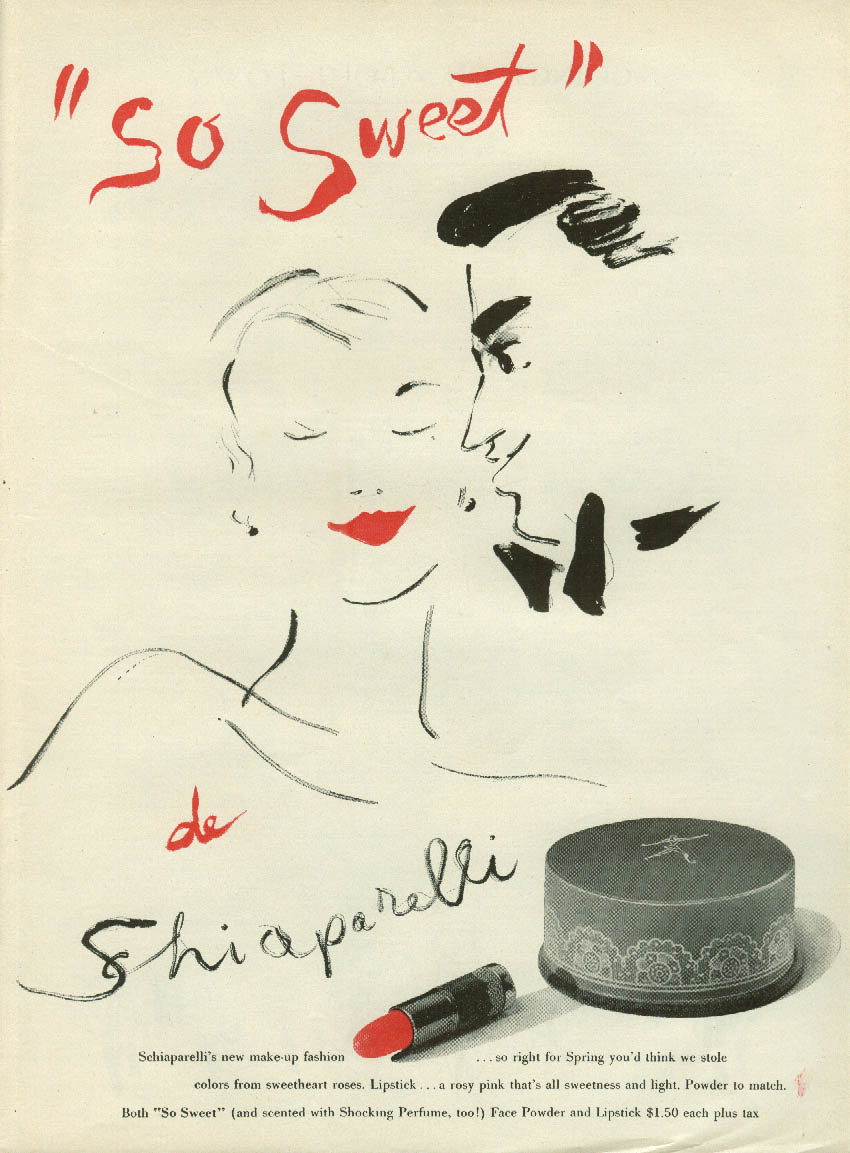 "So Sweet"
de
Schiaparelli
Schiaparelli's new make-up fashion ... so right for Spring you'd think we stole
colors from sweetheart roses. Lipstick ... a rosy pink that's all sweetness and light. Powder to match.
Both "So Sweet" (and scented with Shocking Perfume, too!) Face Powder and Lipstick $1.50 each plus tax